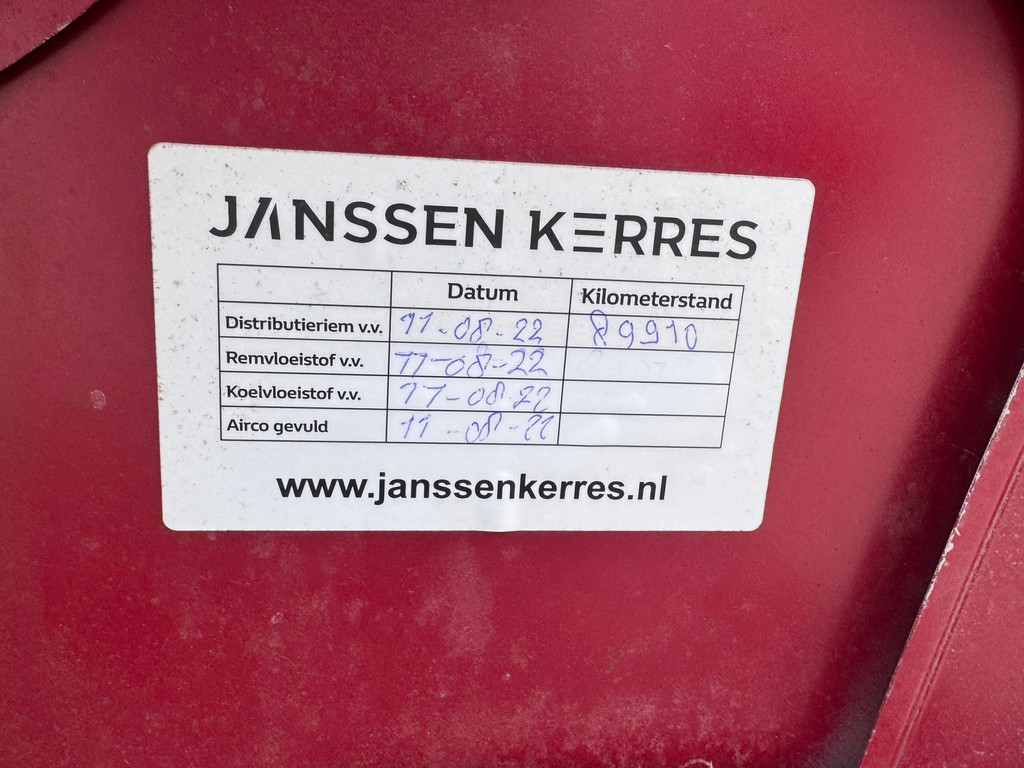 JANSSEN KERRES
Datum Kilometerstand
Distributieriem v.v. 11-08-22 89910
Remvloeistof v.v. 11-08-22
Koelvloeistof v.v. 11-08-22
Airco gevuld 11-08-22
www.janssenkerres.nl